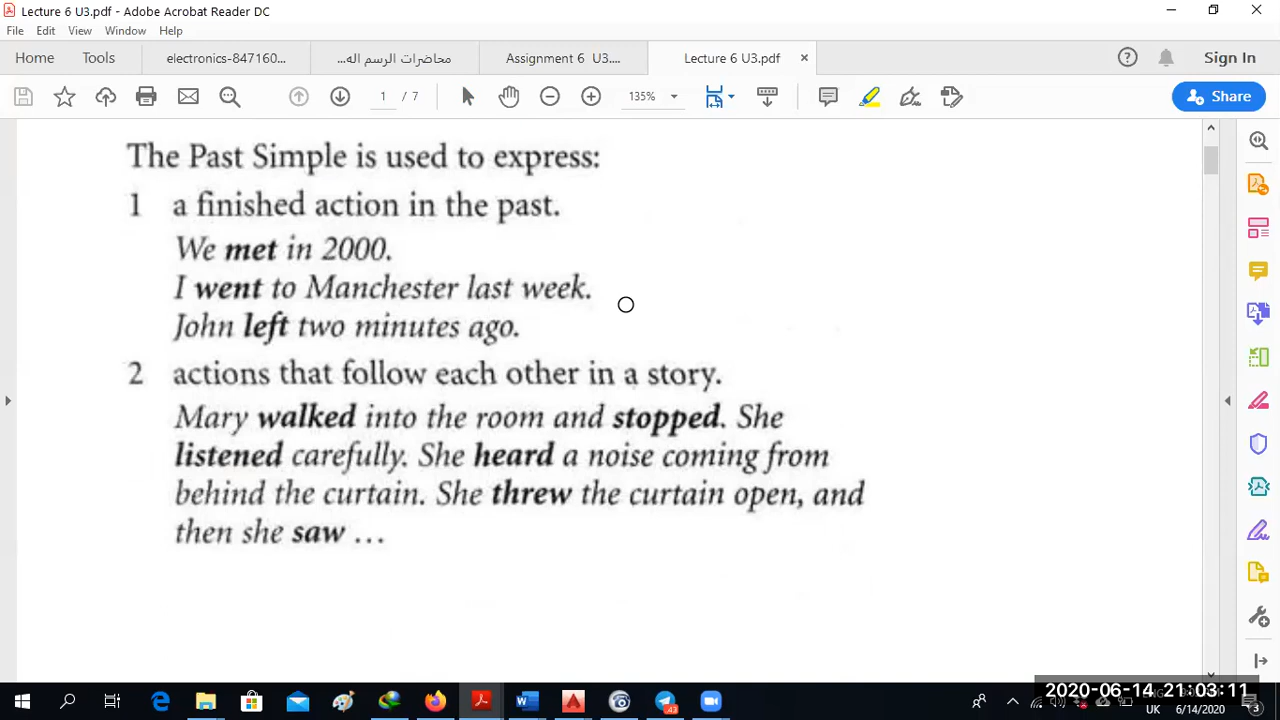 Lecture 6 U3.pdf - Adobe Acrobat Reader DC
File Edit View Window Help
Home Tools electronics-847160... محاضرات الرسم اله... Assignment 6 U3.... Lecture 6 U3.pdf Sign In
1 / 7 135% Share
The Past Simple is used to express:
1 a finished action in the past.
We met in 2000.
I went to Manchester last week.
John left two minutes ago.
2 actions that follow each other in a story.
Mary walked into the room and stopped. She
listened carefully. She heard a noise coming from
behind the curtain. She threw the curtain open, and
then she saw ...
2020-06-14 21:03:11
43
UK 6/14/2020 3